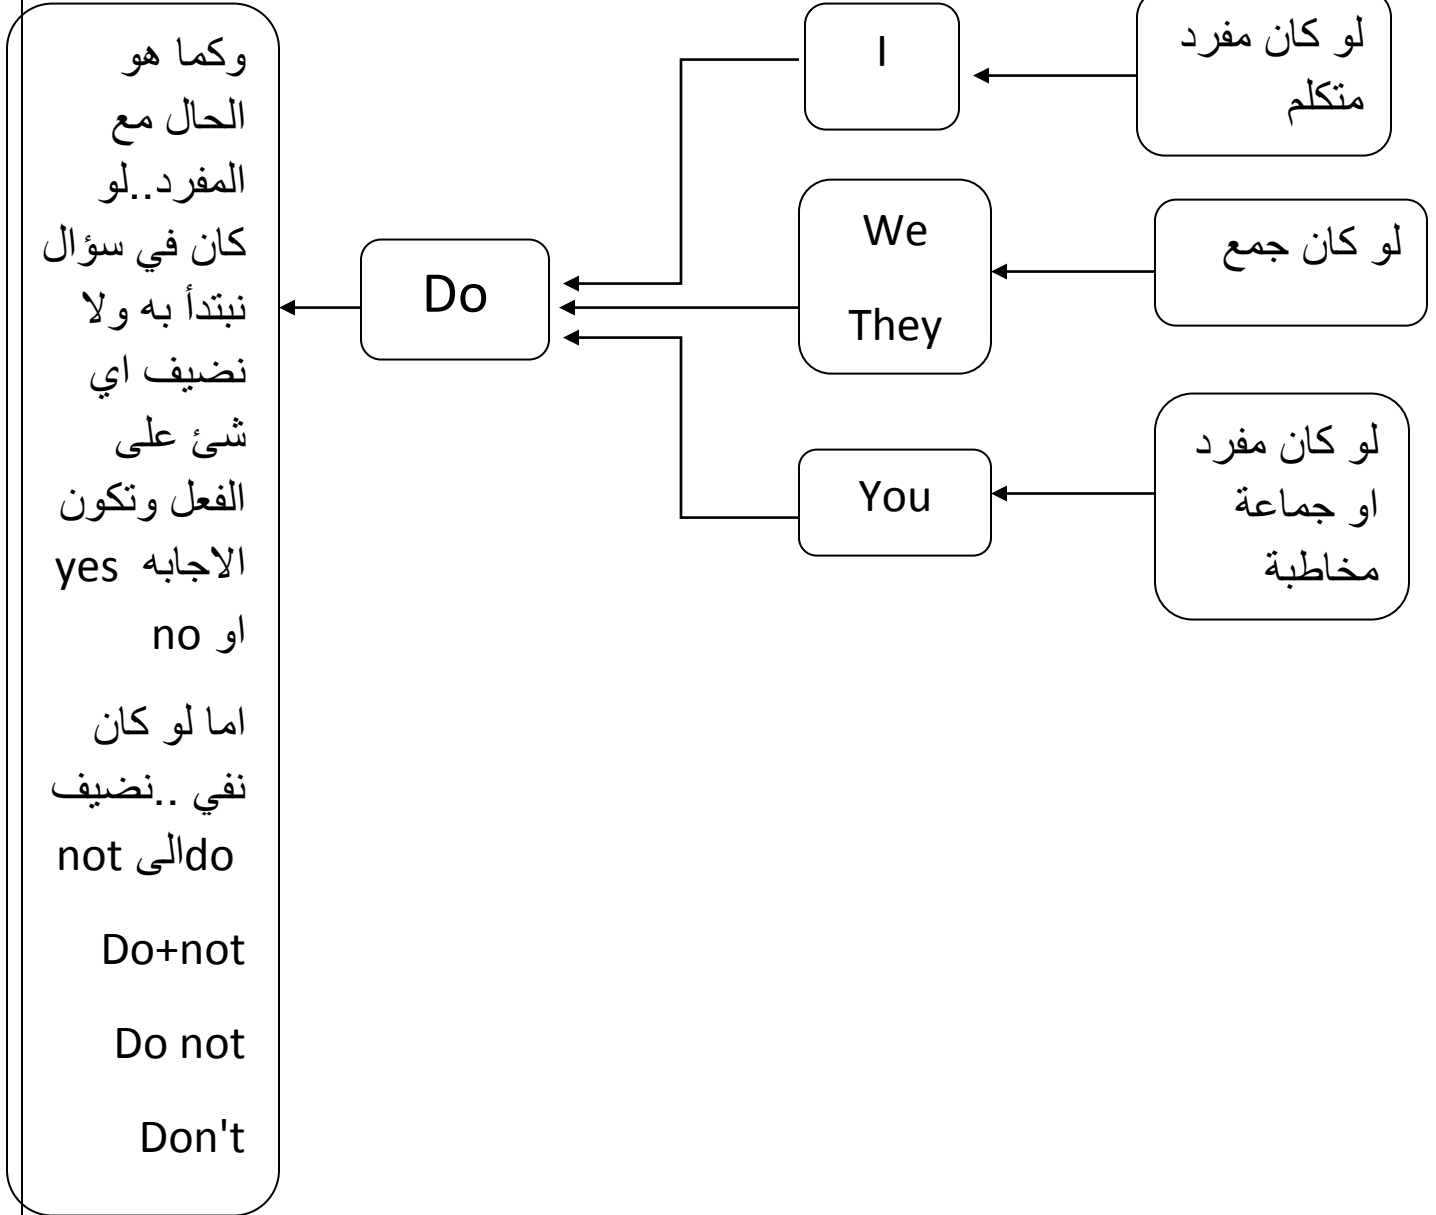 لو كان مفرد
متكلم
I
لو كان جمع
We
They
لو كان مفرد
او جماعة
مخاطبة
You
Do
وكما هو
الحال مع
المفرد..لو
كان في سؤال
نبتدأ به ولا
نضيف اي
شئ على
الفعل وتكون
الاجابه yes
او no
اما لو كان
نفي ..نضيف
doالى not
Do+not
Do not
Don't